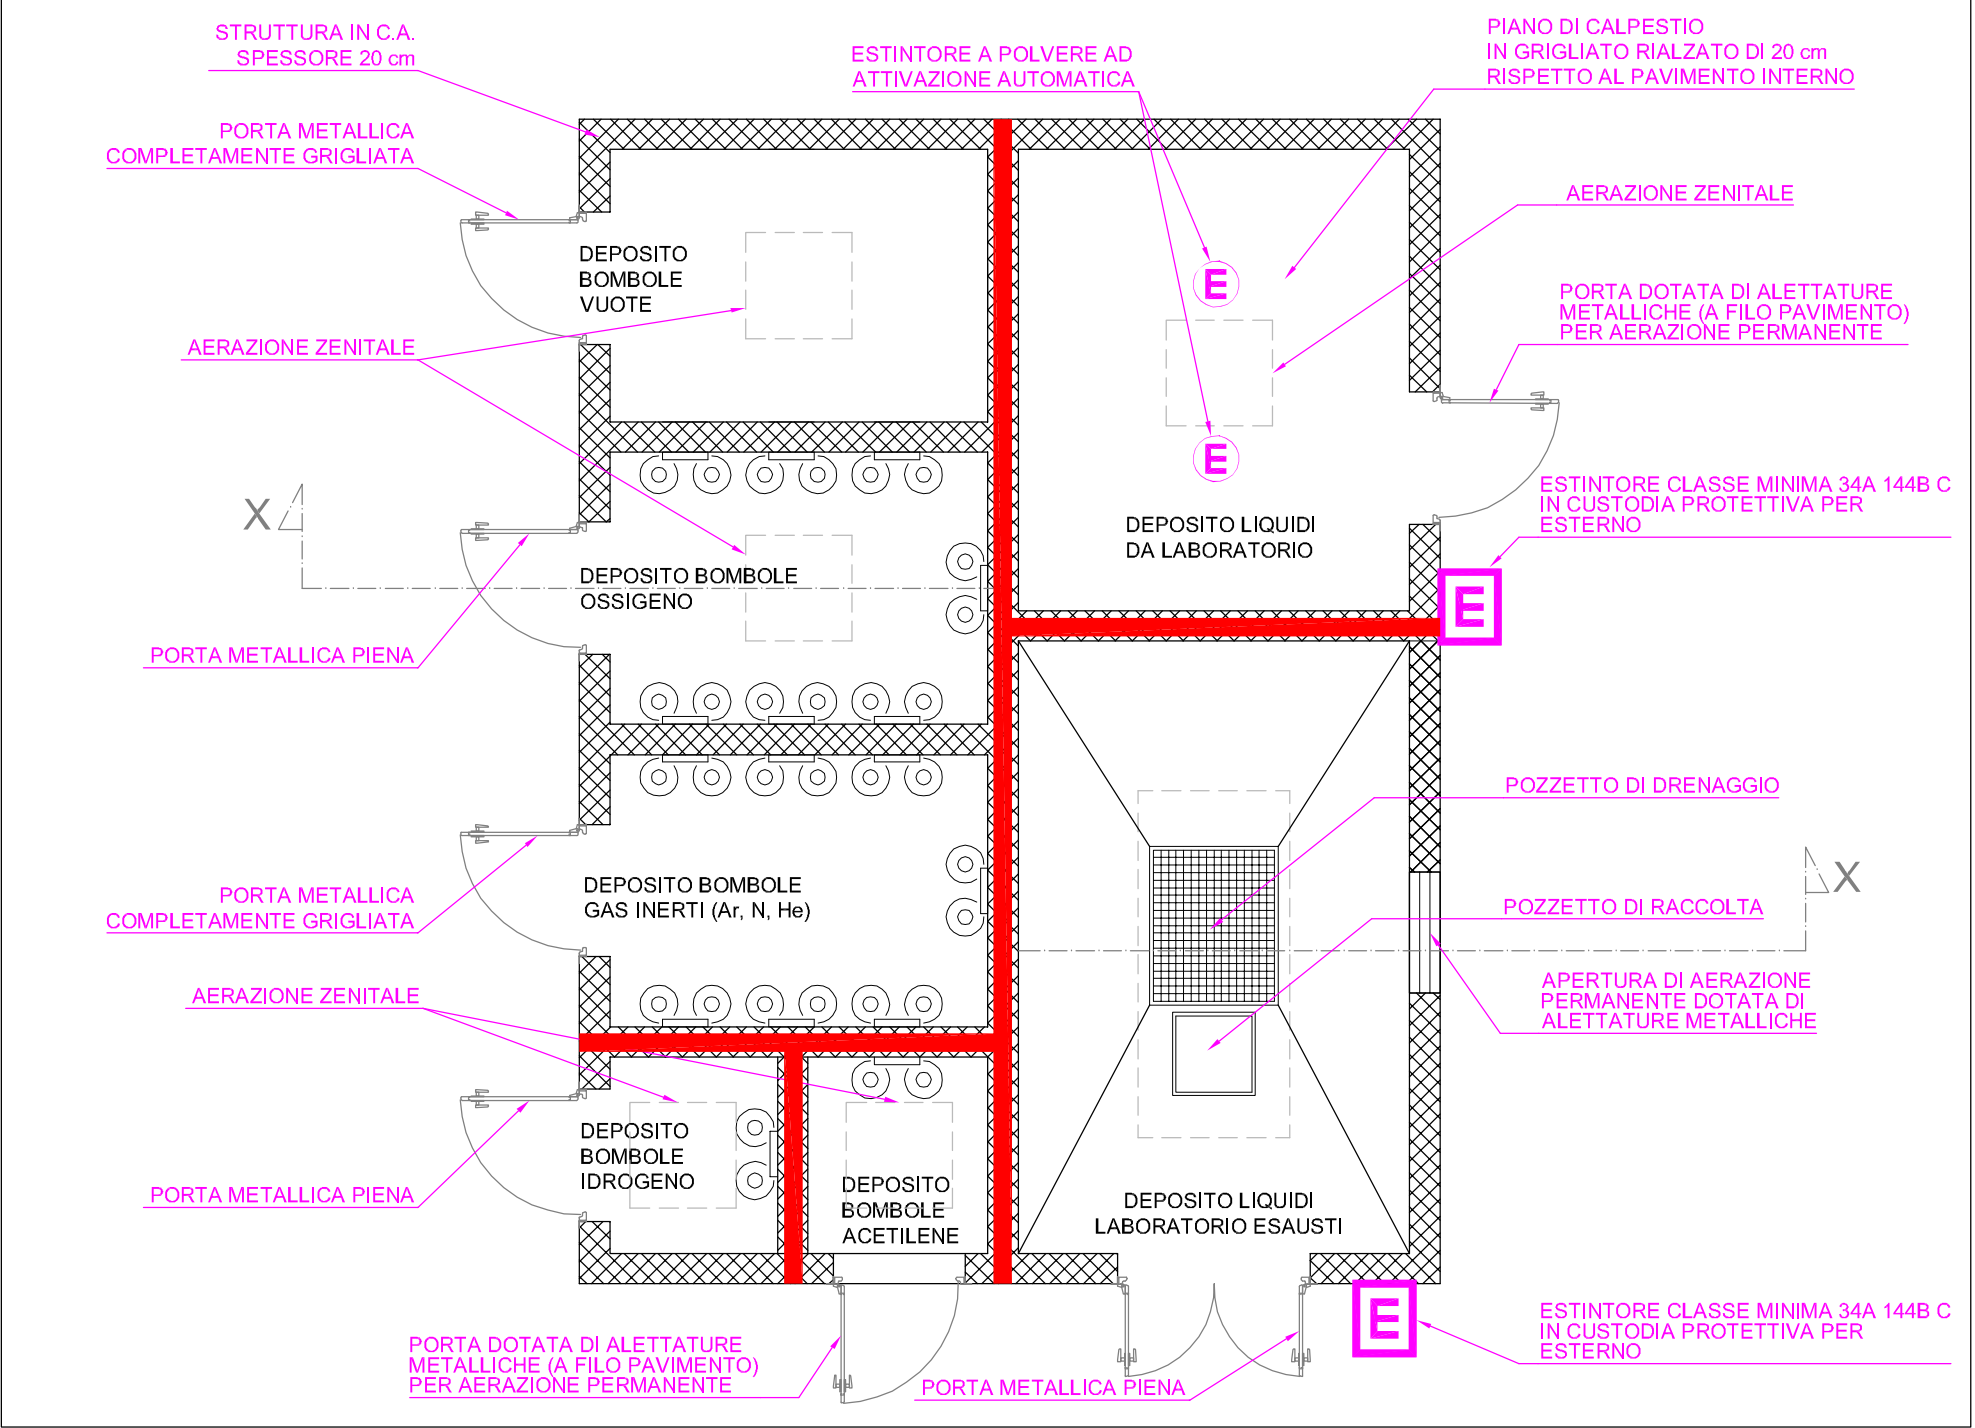 STRUTTURA IN C.A.
SPESSORE 20 cm
ESTINTORE A POLVERE AD
ATTIVAZIONE AUTOMATICA
PIANO DI CALPESTIO
IN GRIGLIATO RIALZATO DI 20 cm
RISPETTO AL PAVIMENTO INTERNO
PORTA METALLICA
COMPLETAMENTE GRIGLIATA
AERAZIONE ZENITALE
DEPOSITO
BOMBOLE
VUOTE
E
PORTA DOTATA DI ALETTATURE
METALLICHE (A FILO PAVIMENTO)
PER AERAZIONE PERMANENTE
AERAZIONE ZENITALE
E
ESTINTORE CLASSE MINIMA 34A 144B C
IN CUSTODIA PROTETTIVA PER
ESTERNO
X
DEPOSITO LIQUIDI
DA LABORATORIO
DEPOSITO BOMBOLE
OSSIGENO
E
PORTA METALLICA PIENA
POZZETTO DI DRENAGGIO
PORTA METALLICA
COMPLETAMENTE GRIGLIATA
DEPOSITO BOMBOLE
GAS INERTI (Ar, N, He)
X
POZZETTO DI RACCOLTA
AERAZIONE ZENITALE
APERTURA DI AERAZIONE
PERMANENTE DOTATA DI
ALETTATURE METALLICHE
DEPOSITO
BOMBOLE
IDROGENO
PORTA METALLICA PIENA
DEPOSITO
BOMBOLE
ACETILENE
DEPOSITO LIQUIDI
LABORATORIO ESAUSTI
E
ESTINTORE CLASSE MINIMA 34A 144B C
IN CUSTODIA PROTETTIVA PER
ESTERNO
PORTA DOTATA DI ALETTATURE
METALLICHE (A FILO PAVIMENTO)
PER AERAZIONE PERMANENTE
PORTA METALLICA PIENA